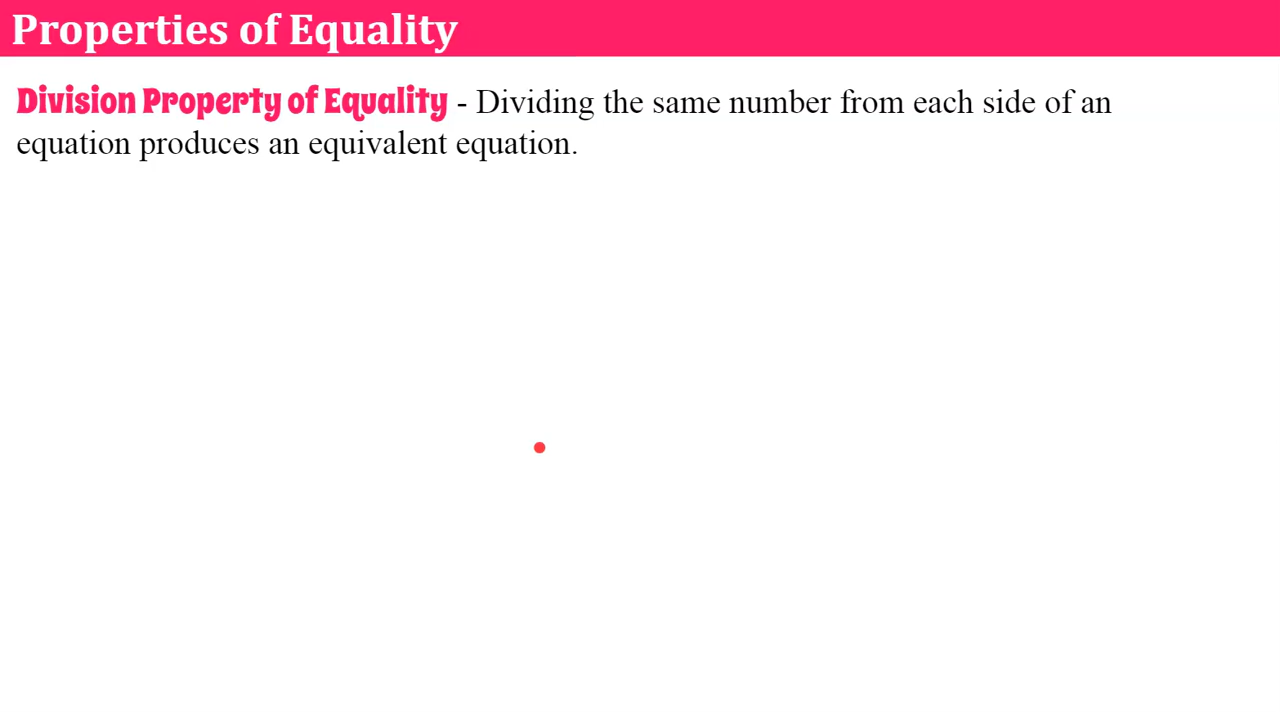 Properties of Equality
Division Property of Equality - Dividing the same number from each side of an
equation produces an equivalent equation.